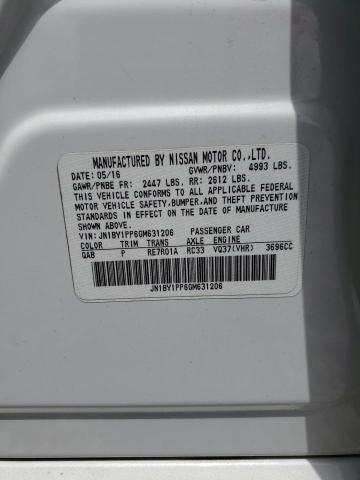 MANUFACTURED BY NISSAN MOTOR CO.,LTD.
DATE: 05/16 GVWR/PNBV: 4993 LBS.
GAWR/PNBE FR: 2447 LBS. RR: 2612 LBS.
THIS VEHICLE CONFORMS TO ALL APPLICABLE FEDERAL
MOTOR VEHICLE SAFETY,BUMPER,AND THEFT PREVENTION
STANDARDS IN EFFECT ON THE DATE OF MANUFACTURE
SHOWN ABOVE.
VIN: JN1BY1PP6GM631206 PASSENGER CAR
COLOR TRIM TRANS AXLE ENGINE
QAB P RE7R01A RC33 VQ37(VHR) 3696CC
JN1BY1PP6GM631206